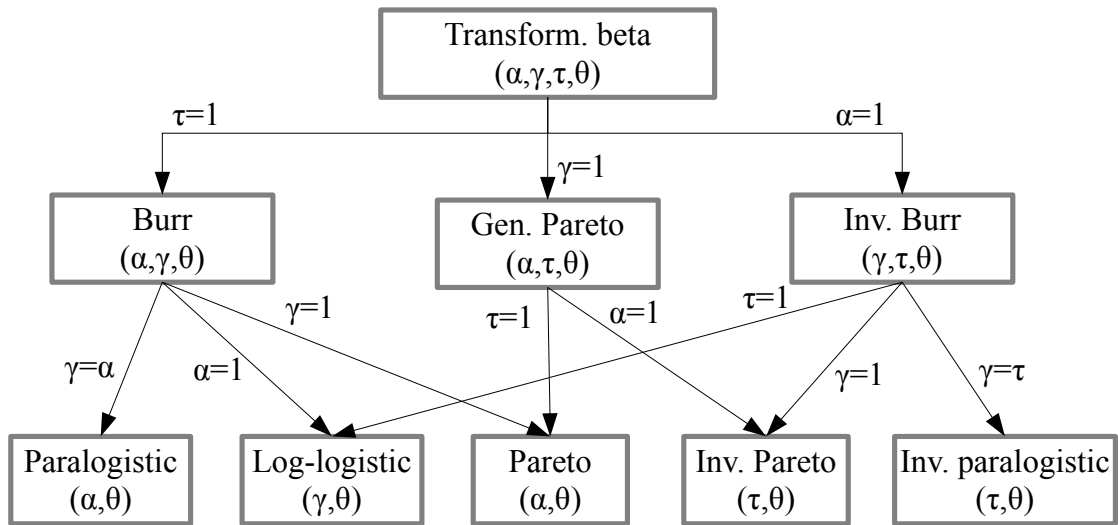 Transform. beta
(α,γ,τ,θ)
τ=1
α=1
γ=1
Burr
(α,γ,θ)
Gen. Pareto
(α,τ,θ)
Inv. Burr
(γ,τ,θ)
γ=1
τ=1
α=1
τ=1
γ=α
α=1
γ=1
γ=τ
Paralogistic
(α,θ)
Log-logistic
(γ,θ)
Pareto
(α,θ)
Inv. Pareto
(τ,θ)
Inv. paralogistic
(τ,θ)